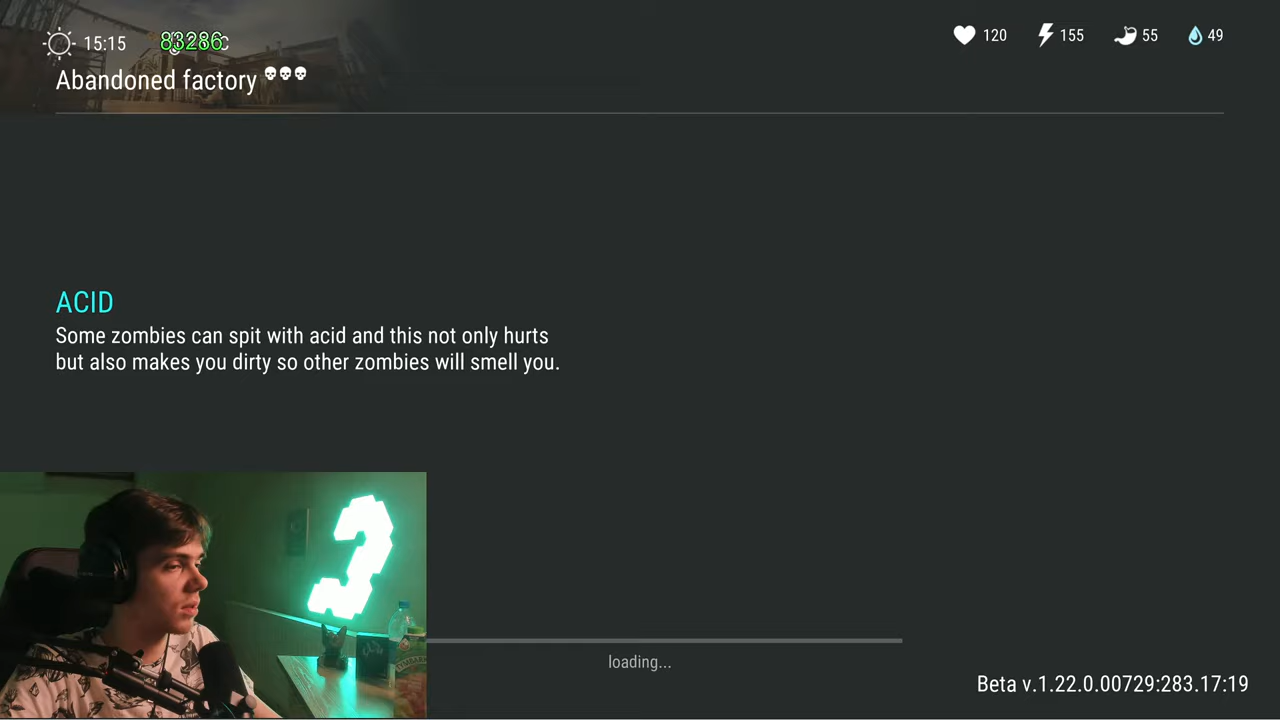 15:15
83286
120
155
55
49
Abandoned factory
ACID
Some zombies can spit with acid and this not only hurts
but also makes you dirty so other zombies will smell you.
loading...
Beta v.1.22.0.00729:283.17:19